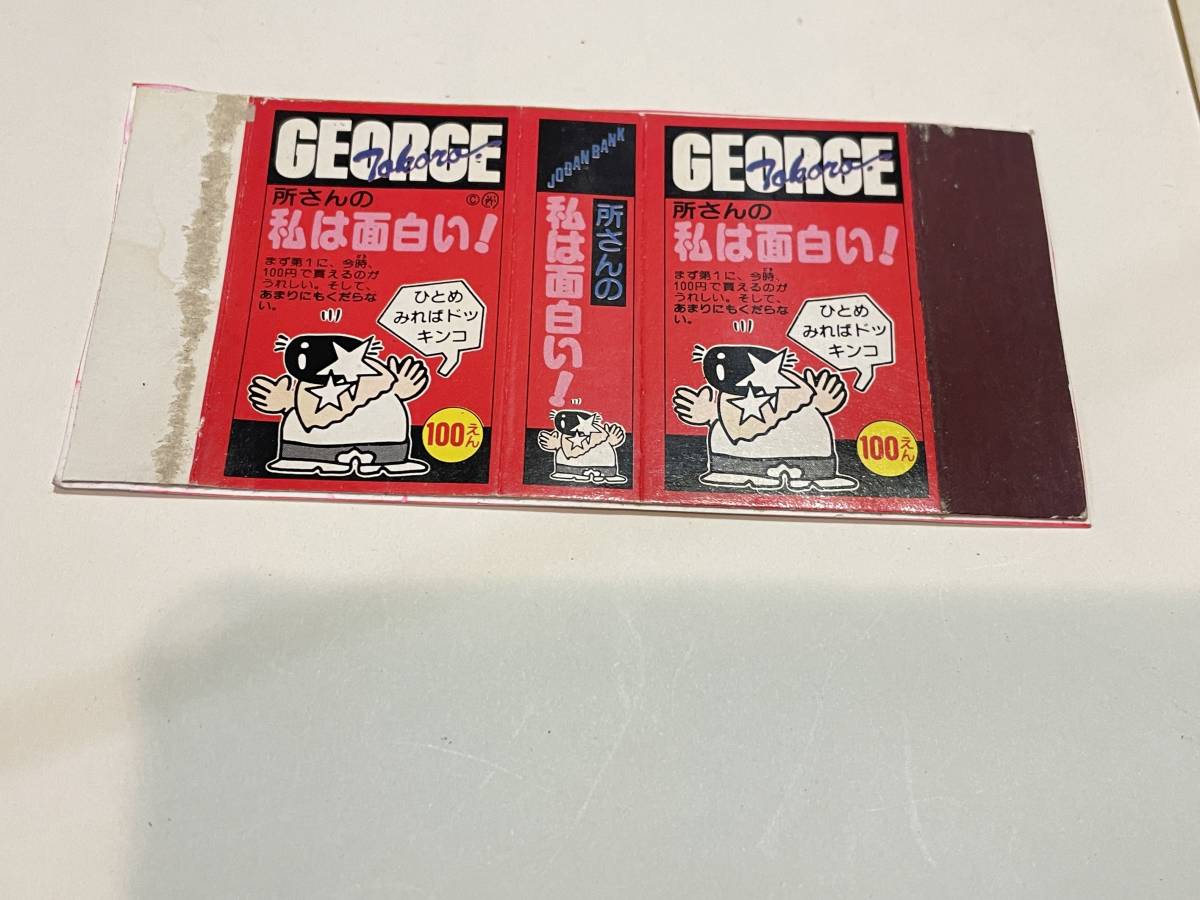 GEORGE
Tokoro
所さんの
©所
私は面白い!
まず第1に、今時、
100円で買えるのが
うれしい。そして、
あまりにもくだらな
い。
ひとめ
みればドッ
キンコ
100えん
JOBAN BANK
所さんの
私は面白い!
GEORGE
Tokoro
所さんの
私は面白い!
まず第1に、今時、
100円で買えるのが
うれしい。そして、
あまりにもくだらな
い。
ひとめ
みればドッ
キンコ
100えん